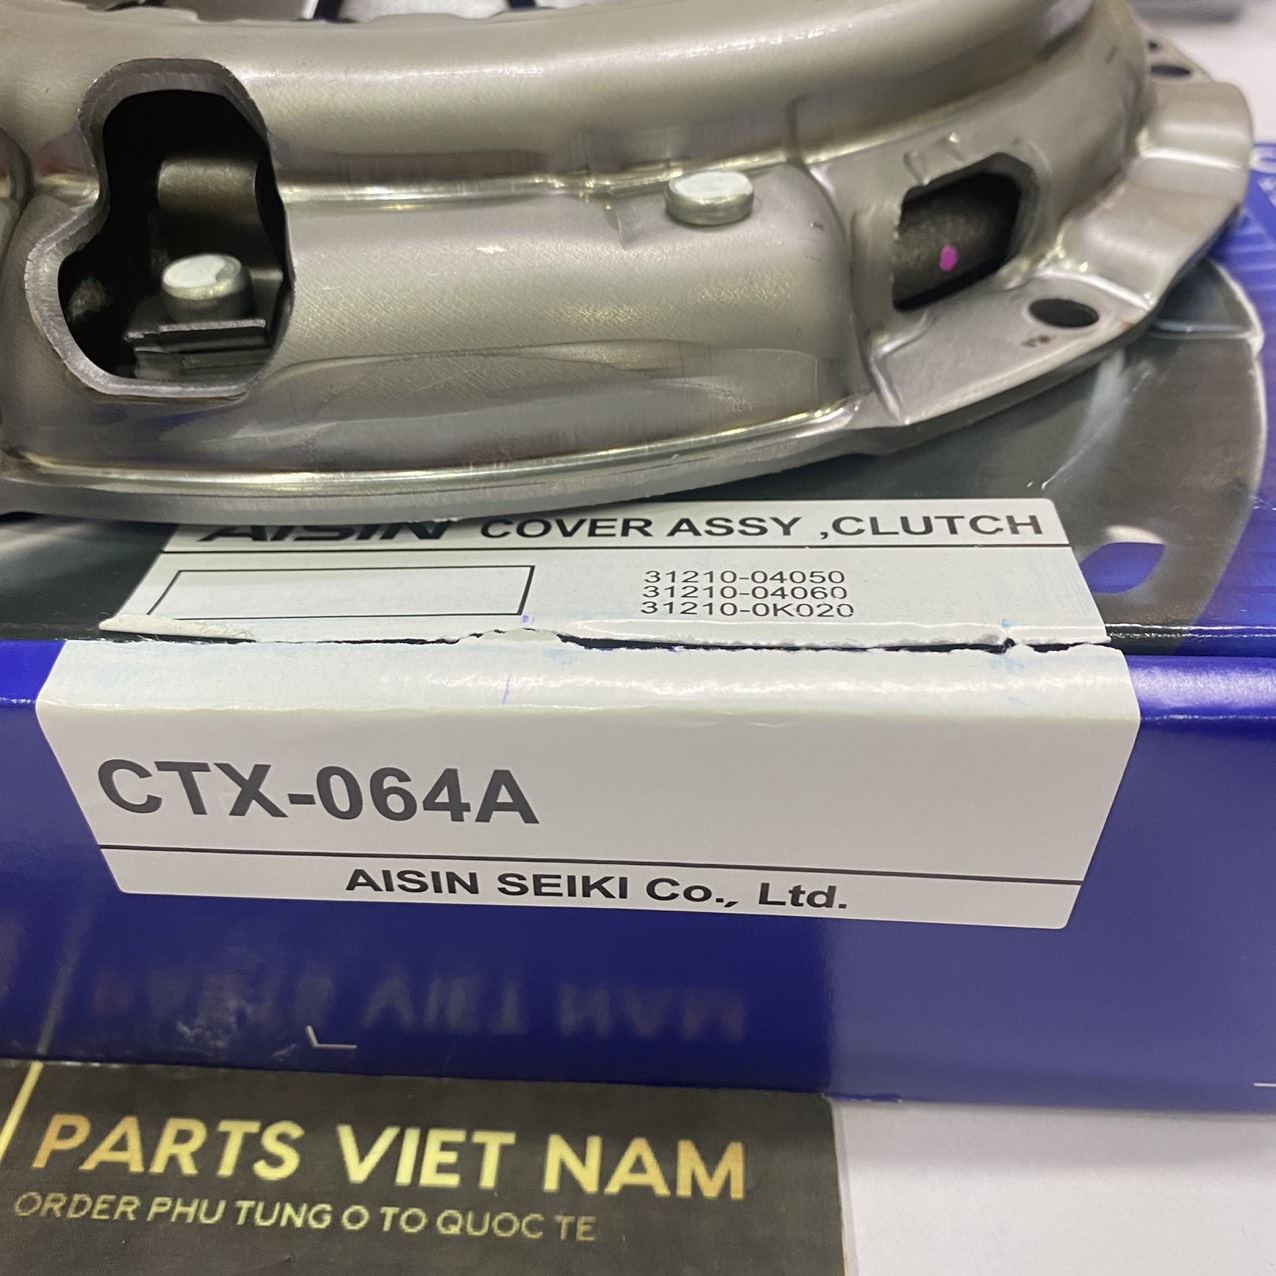 AISIN COVER ASSY ,CLUTCH
31210-04050
31210-04060
31210-0K020
CTX-064A
AISIN SEIKI Co., Ltd.
PARTS VIET NAM
ORDER PHU TUNG O TO QUOC TE